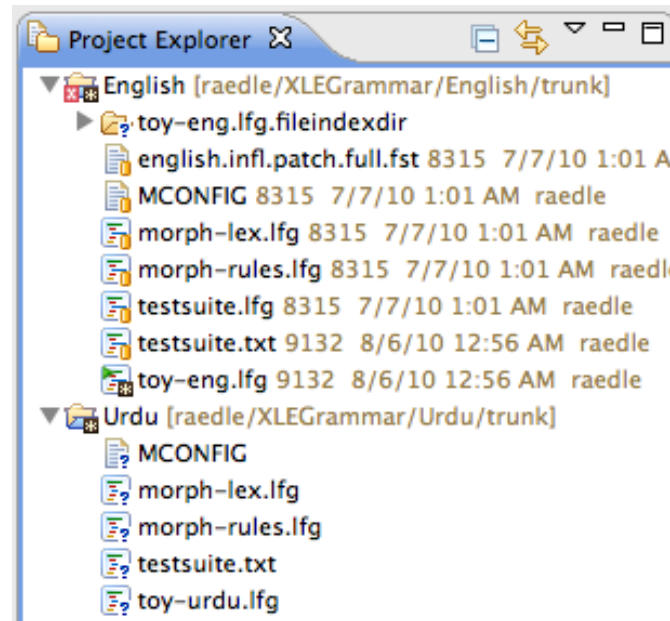 Project Explorer
English [raedle/XLEGrammar/English/trunk]
toy-eng.lfg.fileindexdir
english.infl.patch.full.fst 8315 7/7/10 1:01 A
MCONFIG 8315 7/7/10 1:01 AM raedle
morph-lex.lfg 8315 7/7/10 1:01 AM raedle
morph-rules.lfg 8315 7/7/10 1:01 AM raedl
testsuite.lfg 8315 7/7/10 1:01 AM raedle
testsuite.txt 9132 8/6/10 12:56 AM raedle
toy-eng.lfg 9132 8/6/10 12:56 AM raedle
Urdu [raedle/XLEGrammar/Urdu/trunk]
MCONFIG
morph-lex.lfg
morph-rules.lfg
testsuite.txt
toy-urdu.lfg